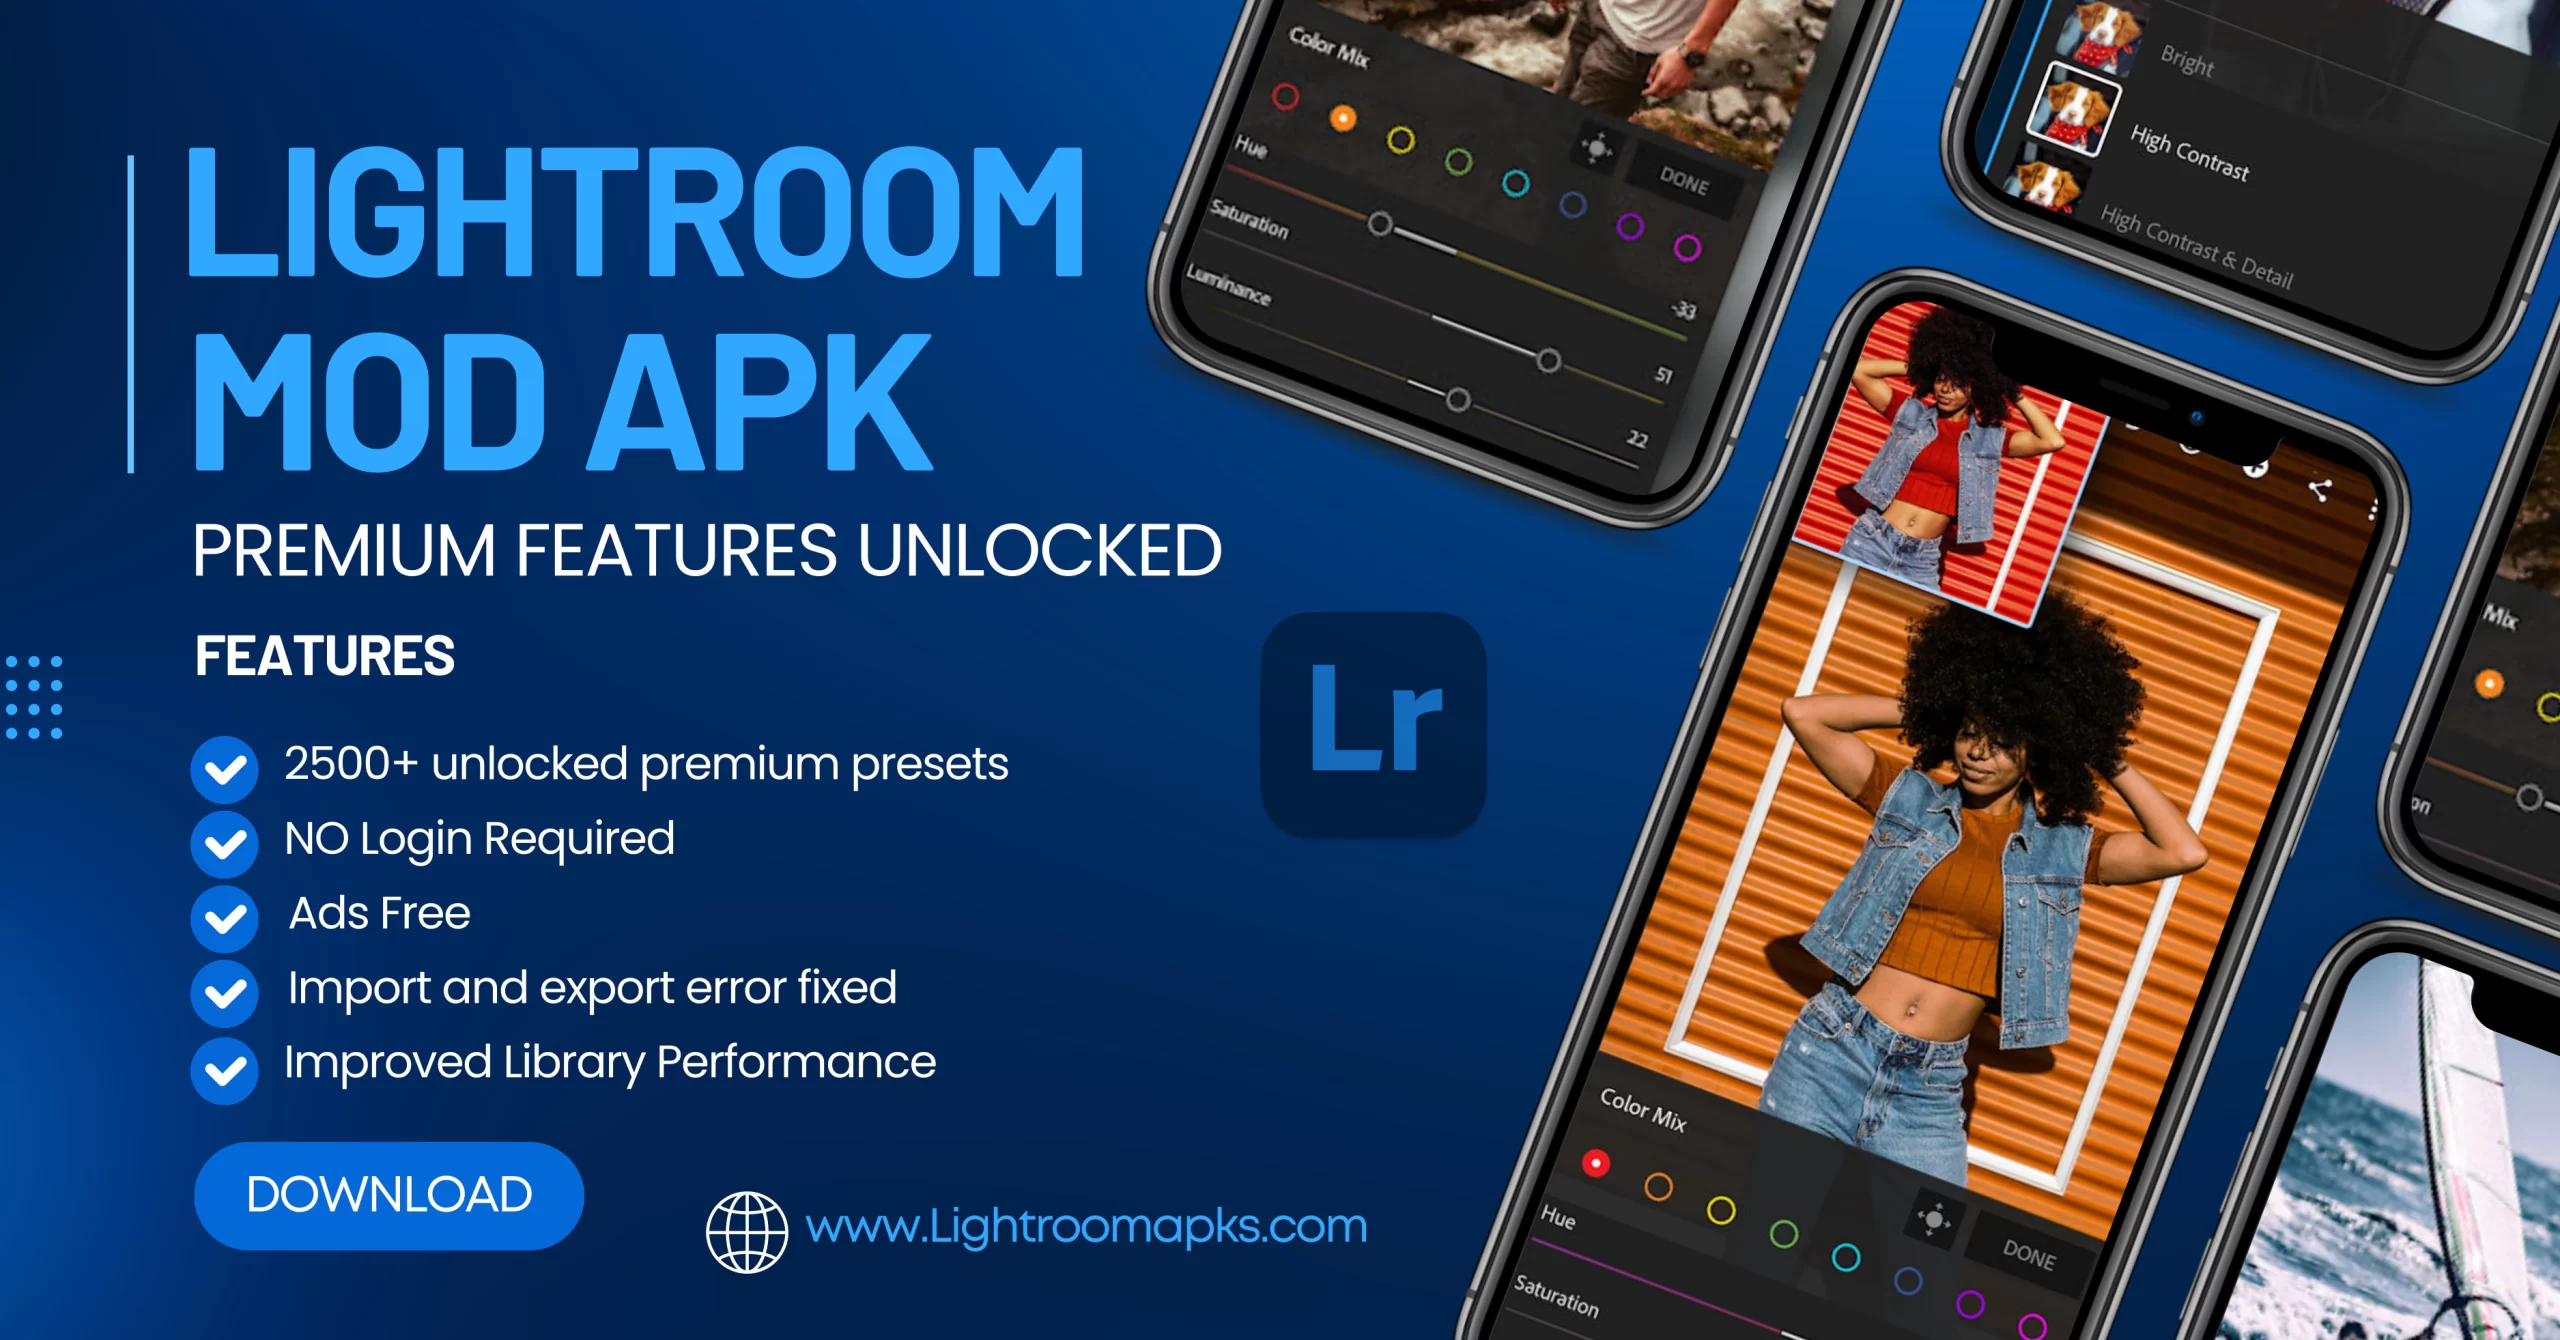 LIGHTROOM
MOD APK
PREMIUM FEATURES UNLOCKED
FEATURES
2500+ unlocked premium presets
NO Login Required
Ads Free
Import and export error fixed
Improved Library Performance
DOWNLOAD
www.Lightroomapks.com
Lr
Color Mix
DONE
Hue
-33
Saturation
51
Luminance
22
Bright
High Contrast
High Contrast & Detail
Color Mix
DONE
Hue
Saturation
Mix
on